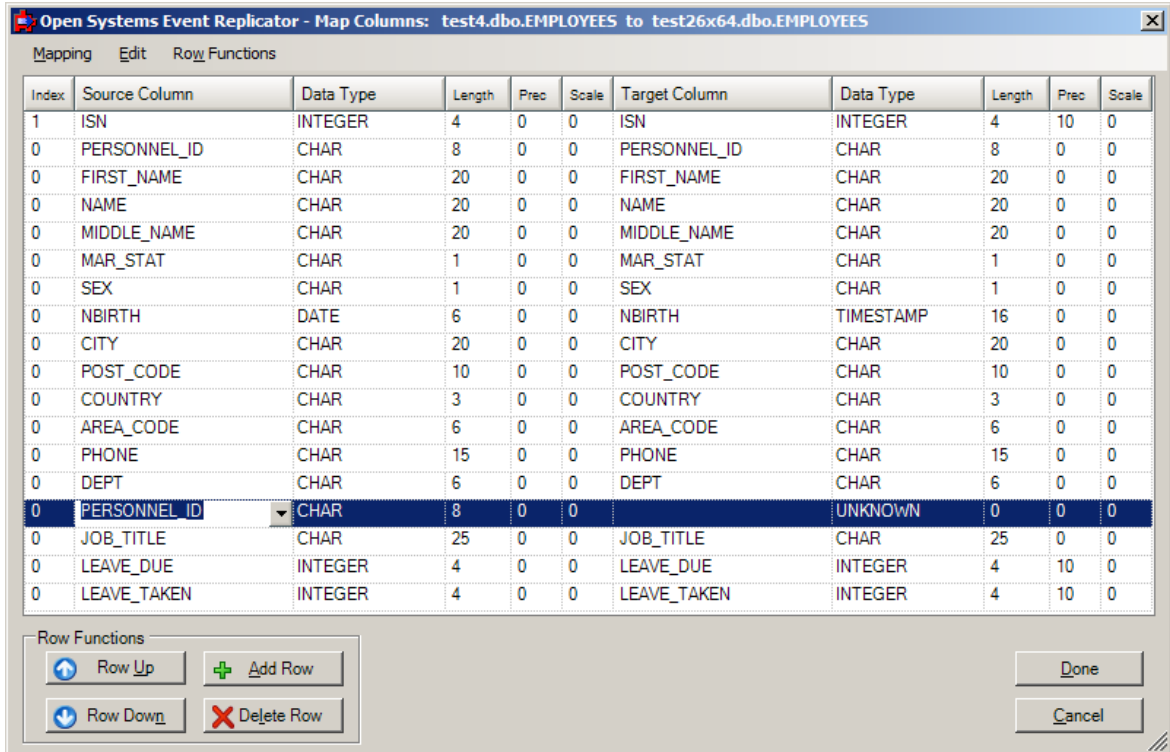 Open Systems Event Replicator - Map Columns: test4.dbo.EMPLOYEES to test26x64.dbo.EMPLOYEES
Mapping Edit Row Functions
Index Source Column Data Type Length Prec Scale Target Column Data Type Length Prec Scale
1 ISN INTEGER 4 0 0 ISN INTEGER 4 10 0
0 PERSONNEL_ID CHAR 8 0 0 PERSONNEL_ID CHAR 8 0 0
0 FIRST_NAME CHAR 20 0 0 FIRST_NAME CHAR 20 0 0
0 NAME CHAR 20 0 0 NAME CHAR 20 0 0
0 MIDDLE_NAME CHAR 20 0 0 MIDDLE_NAME CHAR 20 0 0
0 MAR_STAT CHAR 1 0 0 MAR_STAT CHAR 1 0 0
0 SEX CHAR 1 0 0 SEX CHAR 1 0 0
0 NBIRTH DATE 6 0 0 NBIRTH TIMESTAMP 16 0 0
0 CITY CHAR 20 0 0 CITY CHAR 20 0 0
0 POST_CODE CHAR 10 0 0 POST_CODE CHAR 10 0 0
0 COUNTRY CHAR 3 0 0 COUNTRY CHAR 3 0 0
0 AREA_CODE CHAR 6 0 0 AREA_CODE CHAR 6 0 0
0 PHONE CHAR 15 0 0 PHONE CHAR 15 0 0
0 DEPT CHAR 6 0 0 DEPT CHAR 6 0 0
0 PERSONNEL_ID CHAR 8 0 0 UNKNOWN 0 0 0
0 JOB_TITLE CHAR 25 0 0 JOB_TITLE CHAR 25 0 0
0 LEAVE_DUE INTEGER 4 0 0 LEAVE_DUE INTEGER 4 10 0
0 LEAVE_TAKEN INTEGER 4 0 0 LEAVE_TAKEN INTEGER 4 10 0
Row Functions
Row Up Add Row Done
Row Down Delete Row Cancel